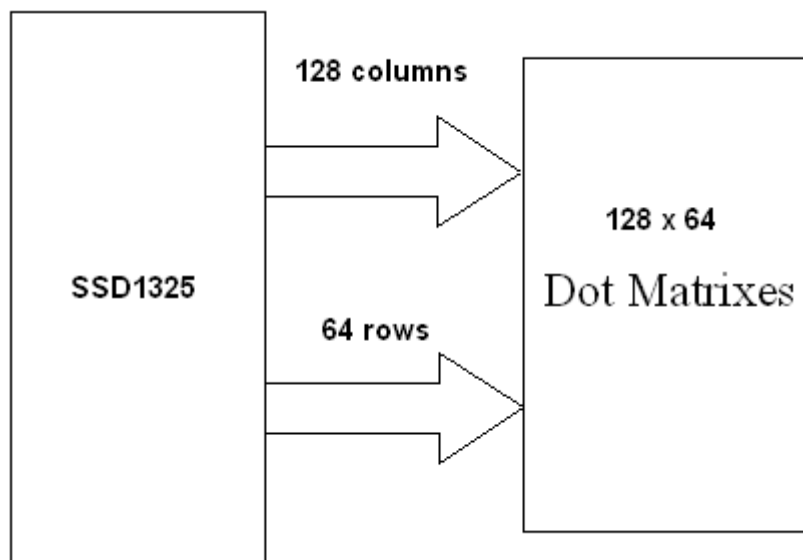 128 columns
128 x 64
SSD1325
Dot Matrixes
64 rows